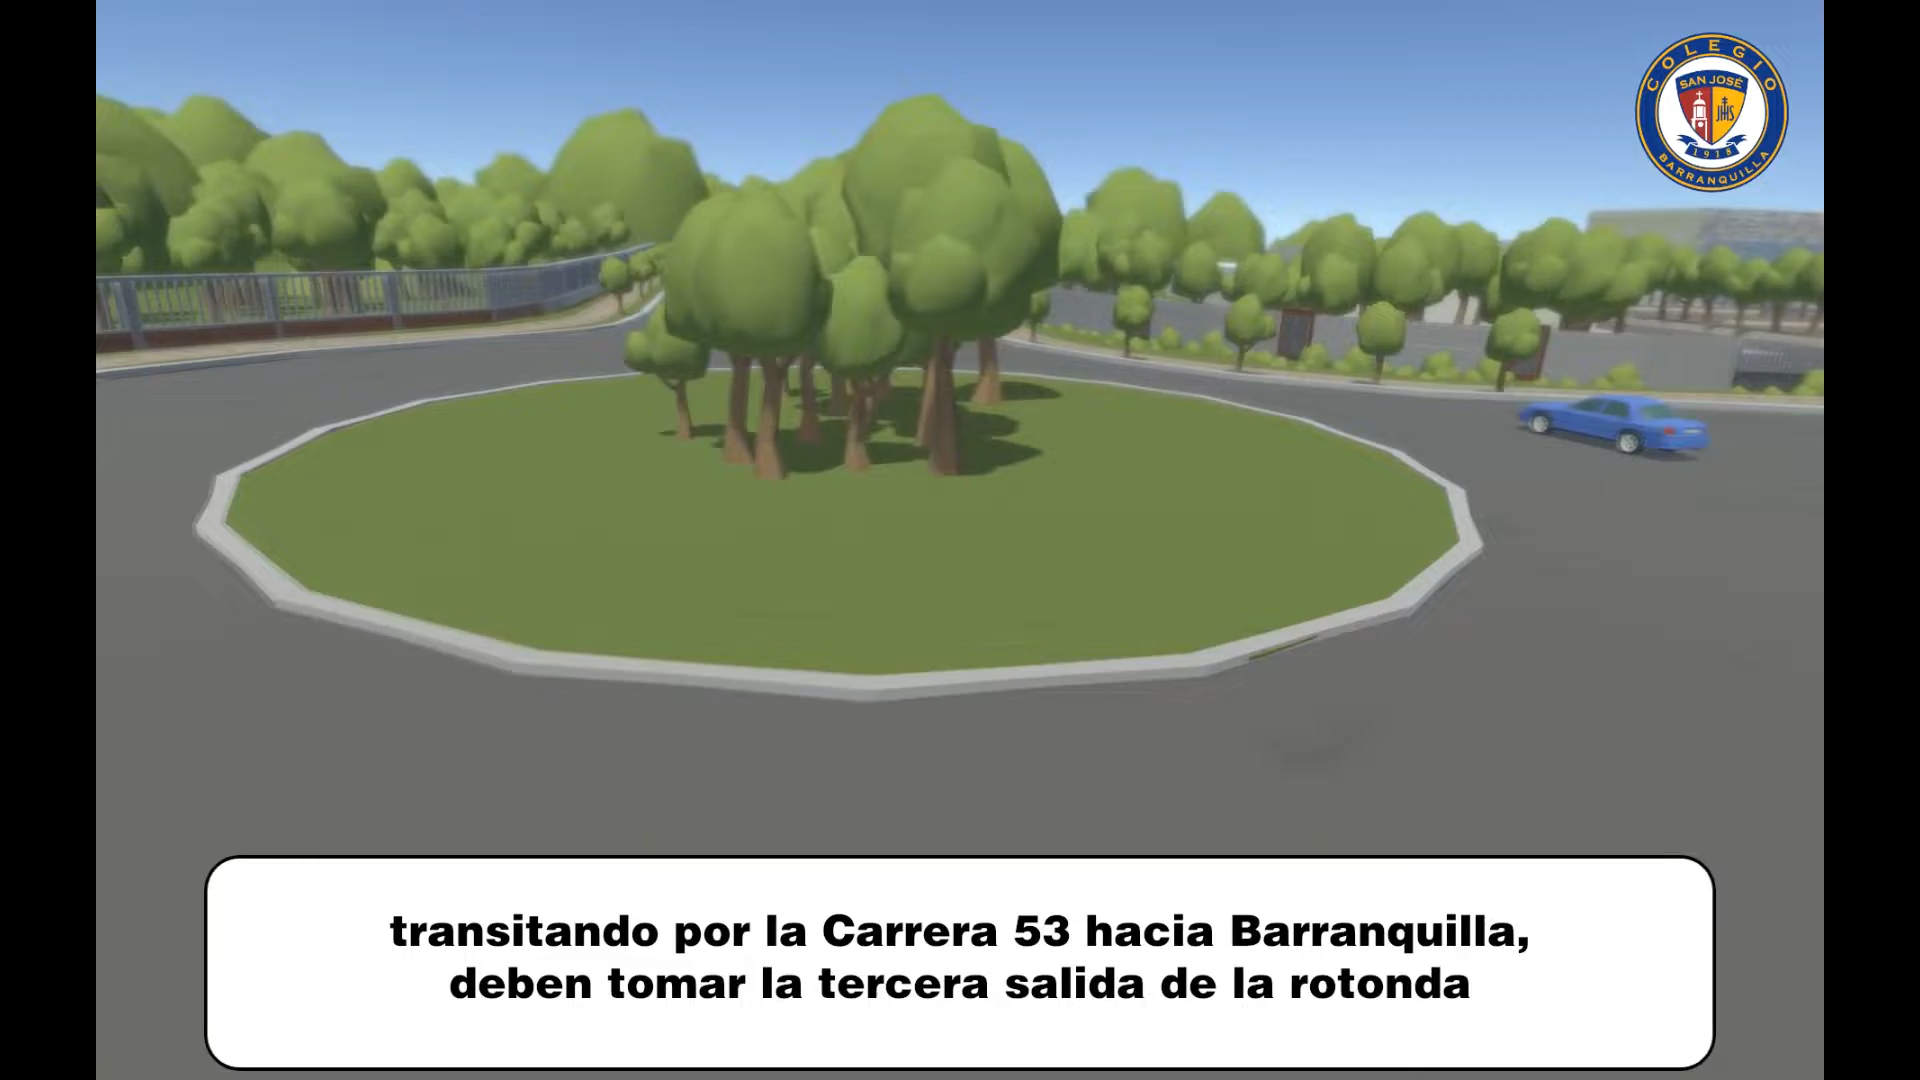 COLEGIO
SAN JOSÉ
JHS
1918
BARRANQUILLA
transitando por la Carrera 53 hacia Barranquilla,
deben tomar la tercera salida de la rotonda